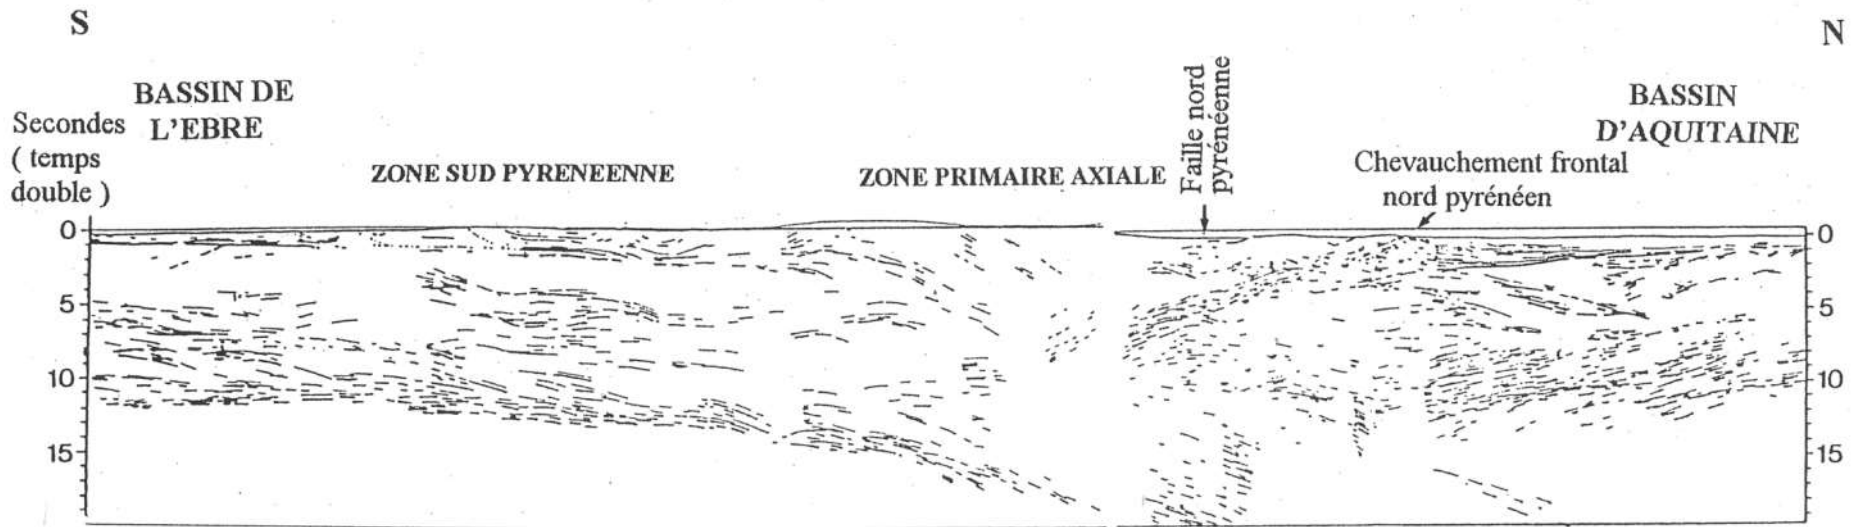 S
N
BASSIN DE
L'EBRE
Secondes
( temps
double )
ZONE SUD PYRENEENNE
ZONE PRIMAIRE AXIALE
Faille nord
pyrénéenne
Chevauchement frontal
nord pyrénéen
BASSIN
D'AQUITAINE
0
5
10
15
0
5
10
15